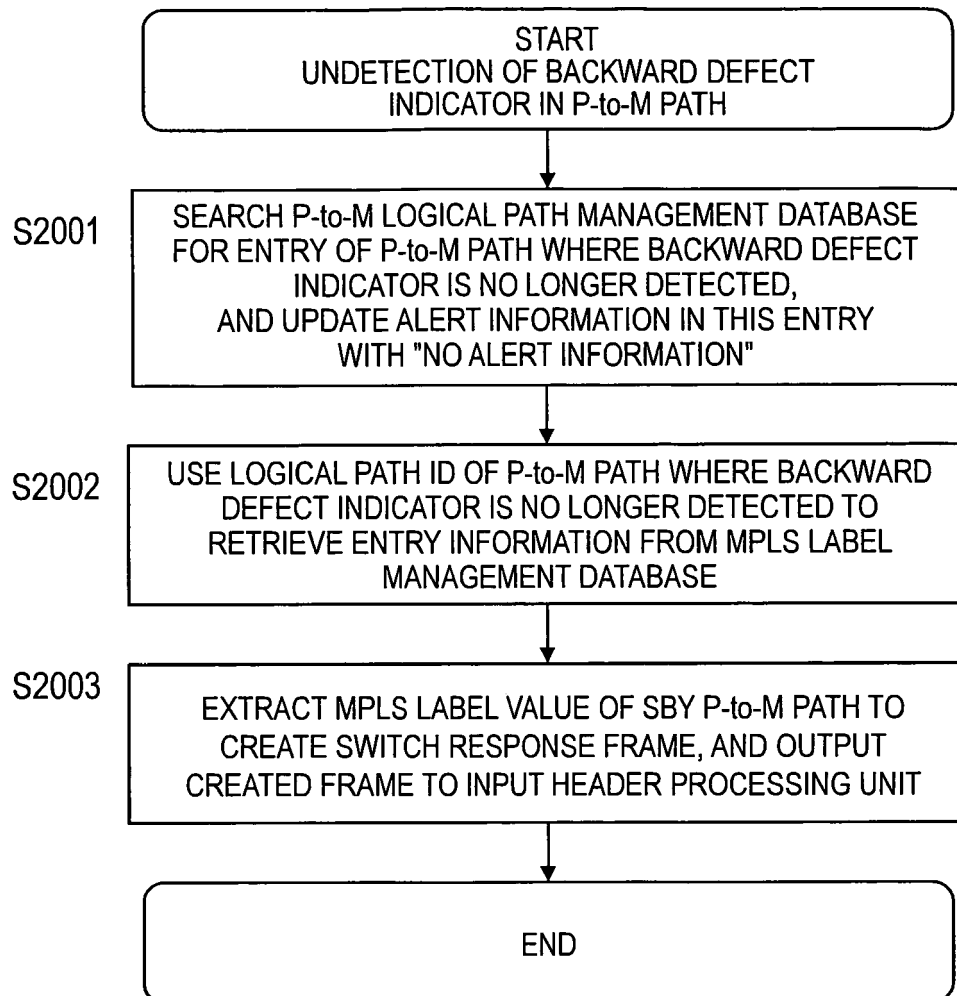 START
UNDETECTION OF BACKWARD DEFECT
INDICATOR IN P-to-M PATH
S2001
SEARCH P-to-M LOGICAL PATH MANAGEMENT DATABASE
FOR ENTRY OF P-to-M PATH WHERE BACKWARD DEFECT
INDICATOR IS NO LONGER DETECTED,
AND UPDATE ALERT INFORMATION IN THIS ENTRY
WITH "NO ALERT INFORMATION"
S2002
USE LOGICAL PATH ID OF P-to-M PATH WHERE BACKWARD
DEFECT INDICATOR IS NO LONGER DETECTED TO
RETRIEVE ENTRY INFORMATION FROM MPLS LABEL
MANAGEMENT DATABASE
S2003
EXTRACT MPLS LABEL VALUE OF SBY P-to-M PATH TO
CREATE SWITCH RESPONSE FRAME, AND OUTPUT
CREATED FRAME TO INPUT HEADER PROCESSING UNIT
END